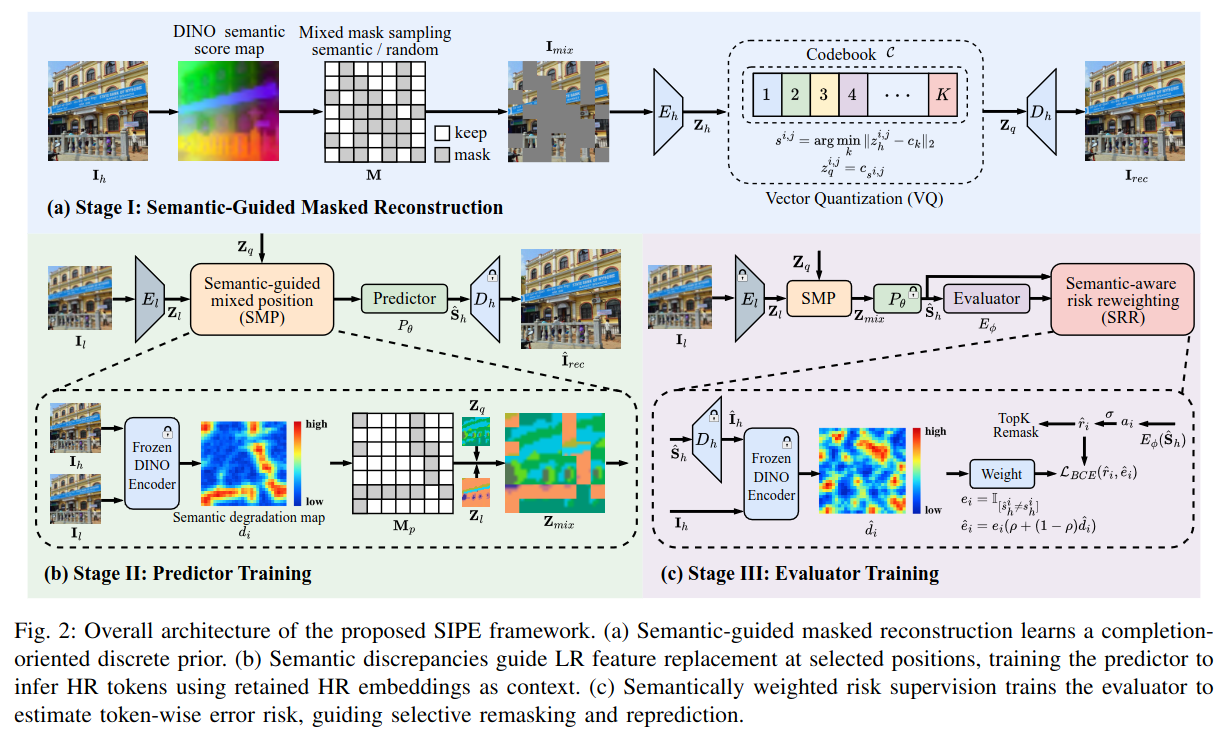 DINO semantic
score map
Mixed mask sampling
semantic / random
I_mix
Codebook C
1 2 3 4 · · · K
keep
mask
E_h
Z_h
s^{i,j} = arg min_k ‖z_h^{i,j} − c_k‖_2
z_q^{i,j} = c_{s^{i,j}}
Z_q
D_h
I_h
M
I_rec
Vector Quantization (VQ)
(a) Stage I: Semantic-Guided Masked Reconstruction
Z_q
E_l
Z_l
Semantic-guided
mixed position
(SMP)
Predictor
P_θ
Ŝ_h
D_h
I_l
Î_rec
I_h
I_l
Frozen
DINO
Encoder
high
low
Semantic degradation map
d_i
M_p
Z_q
Z_l
Z_mix
(b) Stage II: Predictor Training
Z_q
E_l
Z_l
SMP
Z_mix
P_θ
Ŝ_h
Evaluator
E_ϕ
Semantic-aware
risk reweighting
(SRR)
I_l
Ŝ_h
D_h
Î_h
I_h
Frozen
DINO
Encoder
high
low
d̂_i
TopK
Remask
r̂_i
σ
a_i
E_ϕ(Ŝ_h)
Weight
L_BCE(r̂_i, ê_i)
e_i = 𝕀_{[ŝ_h^i ≠ s_h^i]}
ê_i = e_i(ρ + (1 − ρ)d̂_i)
(c) Stage III: Evaluator Training
Fig. 2: Overall architecture of the proposed SIPE framework. (a) Semantic-guided masked reconstruction learns a completion-
oriented discrete prior. (b) Semantic discrepancies guide LR feature replacement at selected positions, training the predictor to
infer HR tokens using retained HR embeddings as context. (c) Semantically weighted risk supervision trains the evaluator to
estimate token-wise error risk, guiding selective remasking and reprediction.